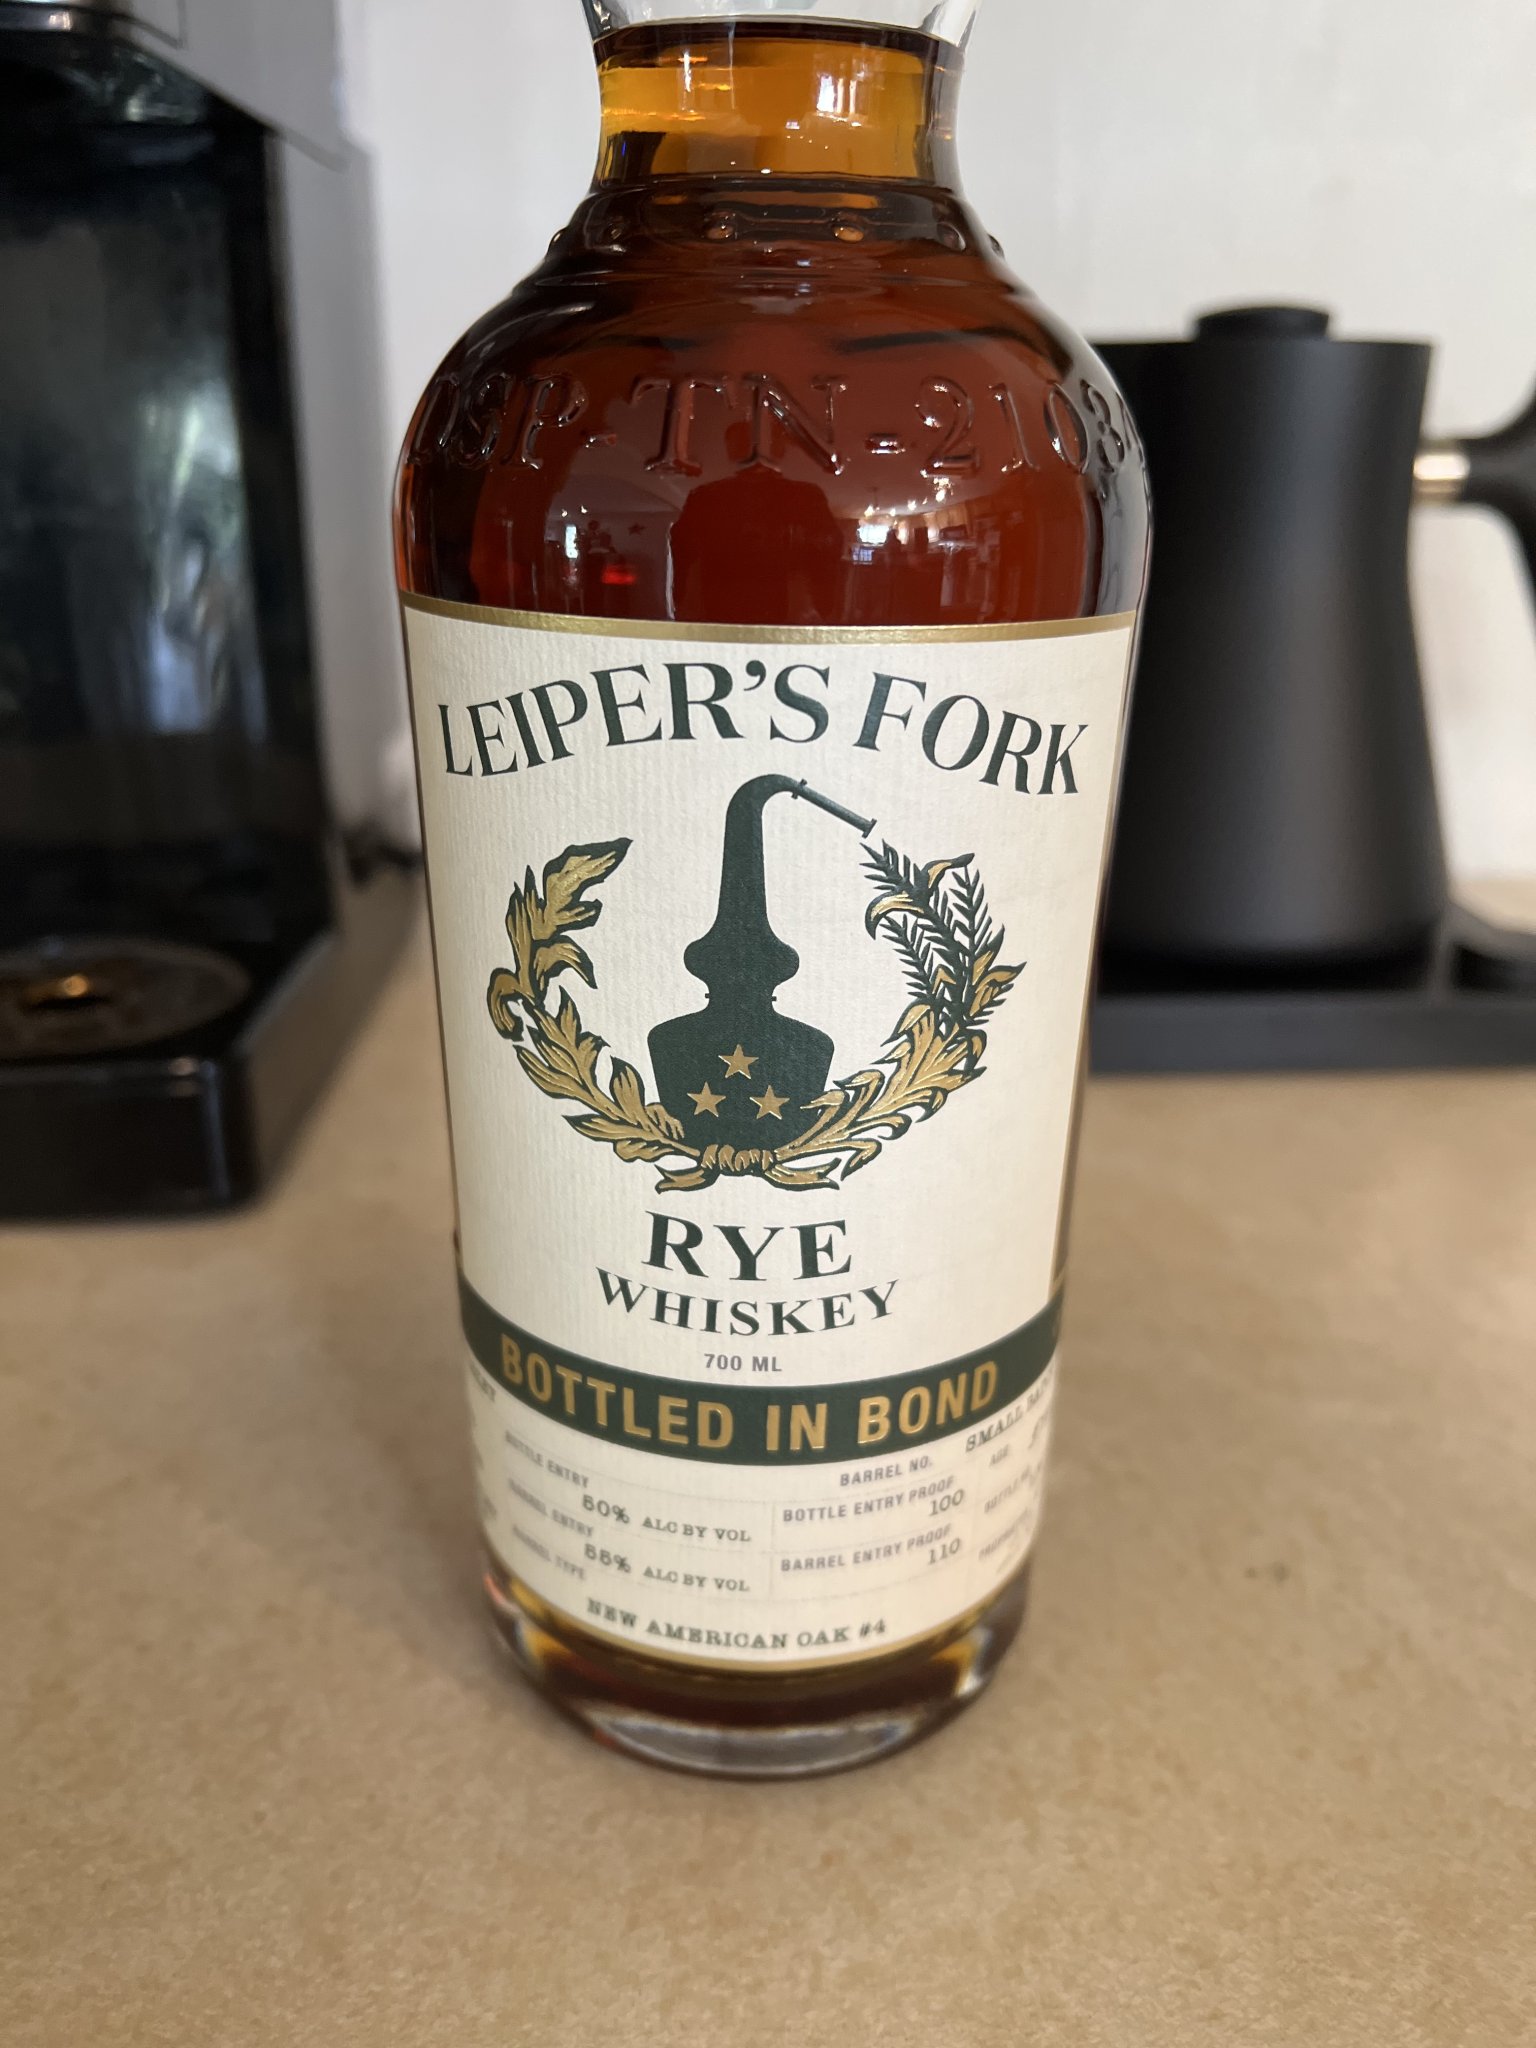 DSP-TN-2103
LEIPER'S FORK
RYE
WHISKEY
700 ML
BOTTLED IN BOND
SMALL
BOTTLE ENTRY
50% ALC BY VOL
BARREL ENTRY
55% ALC BY VOL
BARREL TYPE
NEW AMERICAN OAK #4
BARREL NO.
BOTTLE ENTRY PROOF
100
BARREL ENTRY PROOF
110
AGE